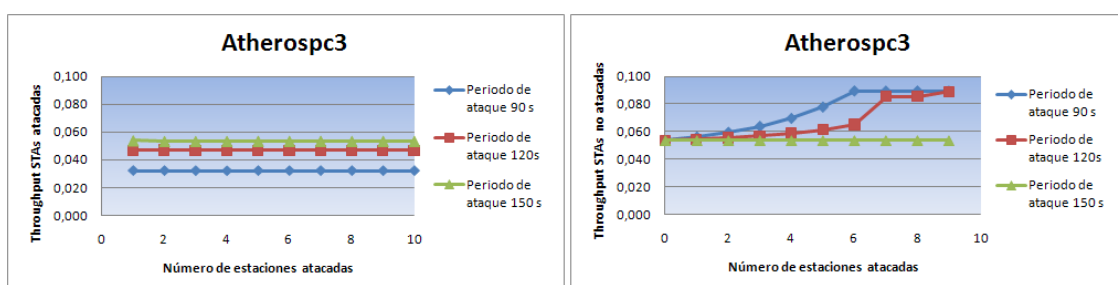 Atherospc3
Throughput STAs atacadas
0,100
0,080
0,060
0,040
0,020
0,000
0 2 4 6 8 10
Número de estaciones atacadas
Periodo de
ataque 90 s
Periodo de
ataque 120s
Periodo de
ataque 150 s
Atherospc3
Throughput STAs no atacadas
0,100
0,080
0,060
0,040
0,020
0,000
0 2 4 6 8 10
Número de estaciones atacadas
Periodo de
ataque 90 s
Periodo de
ataque 120s
Periodo de
ataque 150 s